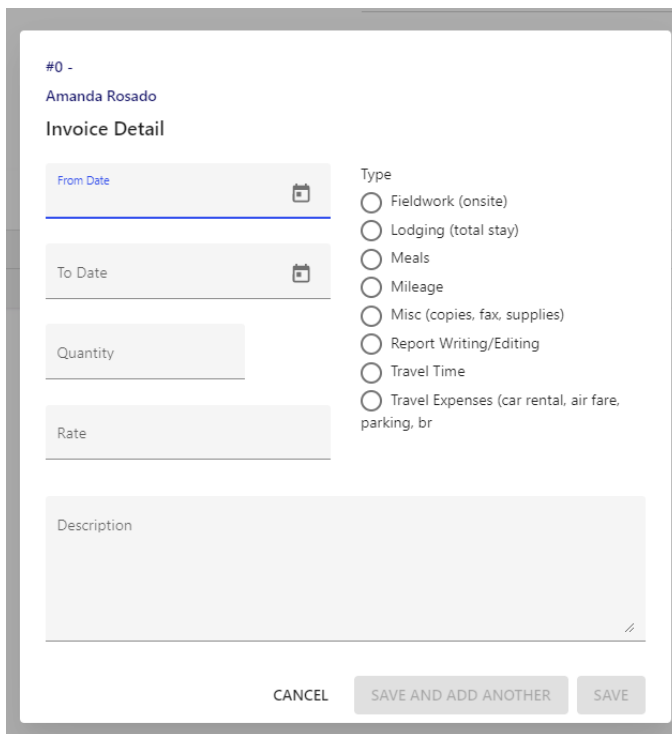 #0 -
Amanda Rosado
Invoice Detail
From Date
To Date
Quantity
Rate
Type
Fieldwork (onsite)
Lodging (total stay)
Meals
Mileage
Misc (copies, fax, supplies)
Report Writing/Editing
Travel Time
Travel Expenses (car rental, air fare,
parking, br
Description
CANCEL
SAVE AND ADD ANOTHER
SAVE